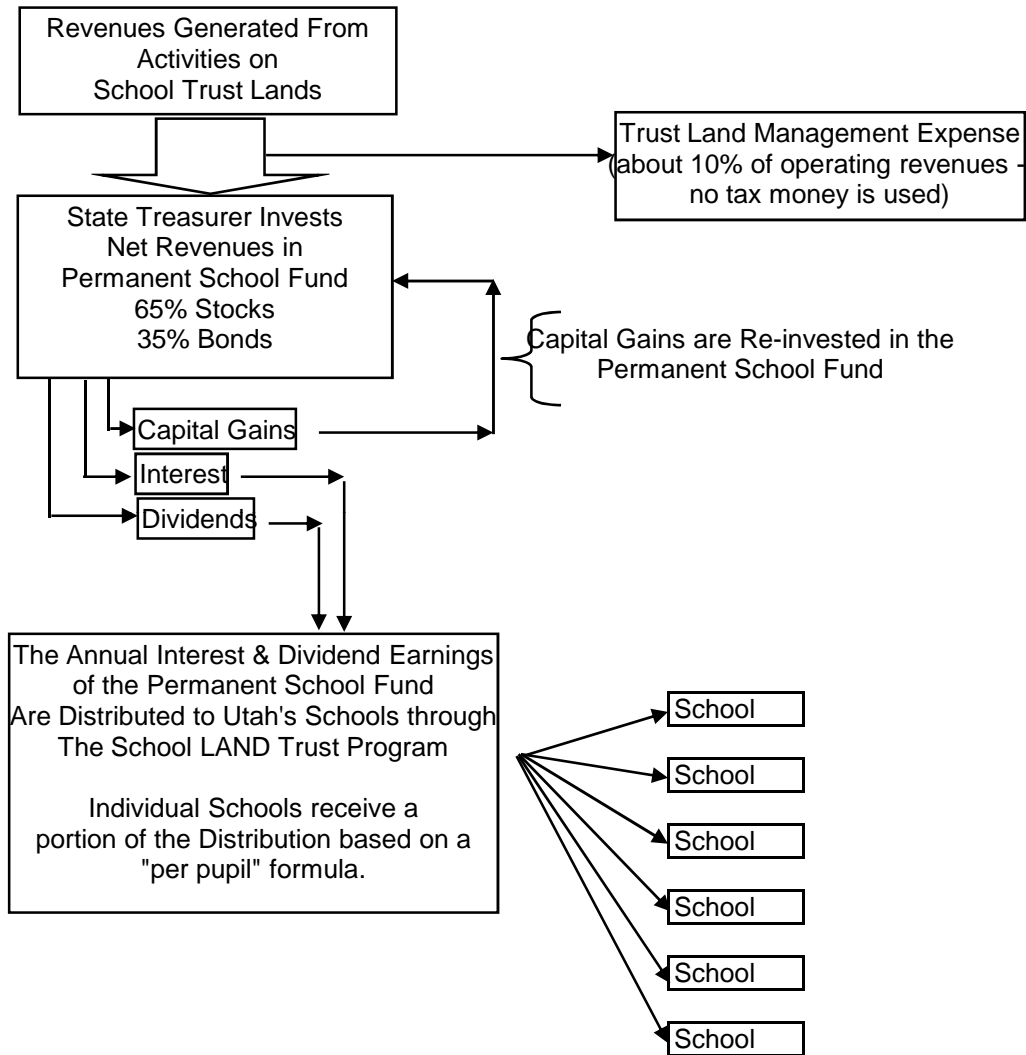 Revenues Generated From
Activities on
School Trust Lands
Trust Land Management Expense
(about 10% of operating revenues -
no tax money is used)
State Treasurer Invests
Net Revenues in
Permanent School Fund
65% Stocks
35% Bonds
Capital Gains are Re-invested in the
Permanent School Fund
Capital Gains
Interest
Dividends
The Annual Interest & Dividend Earnings
of the Permanent School Fund
Are Distributed to Utah's Schools through
The School LAND Trust Program
Individual Schools receive a
portion of the Distribution based on a
"per pupil" formula.
School
School
School
School
School
School